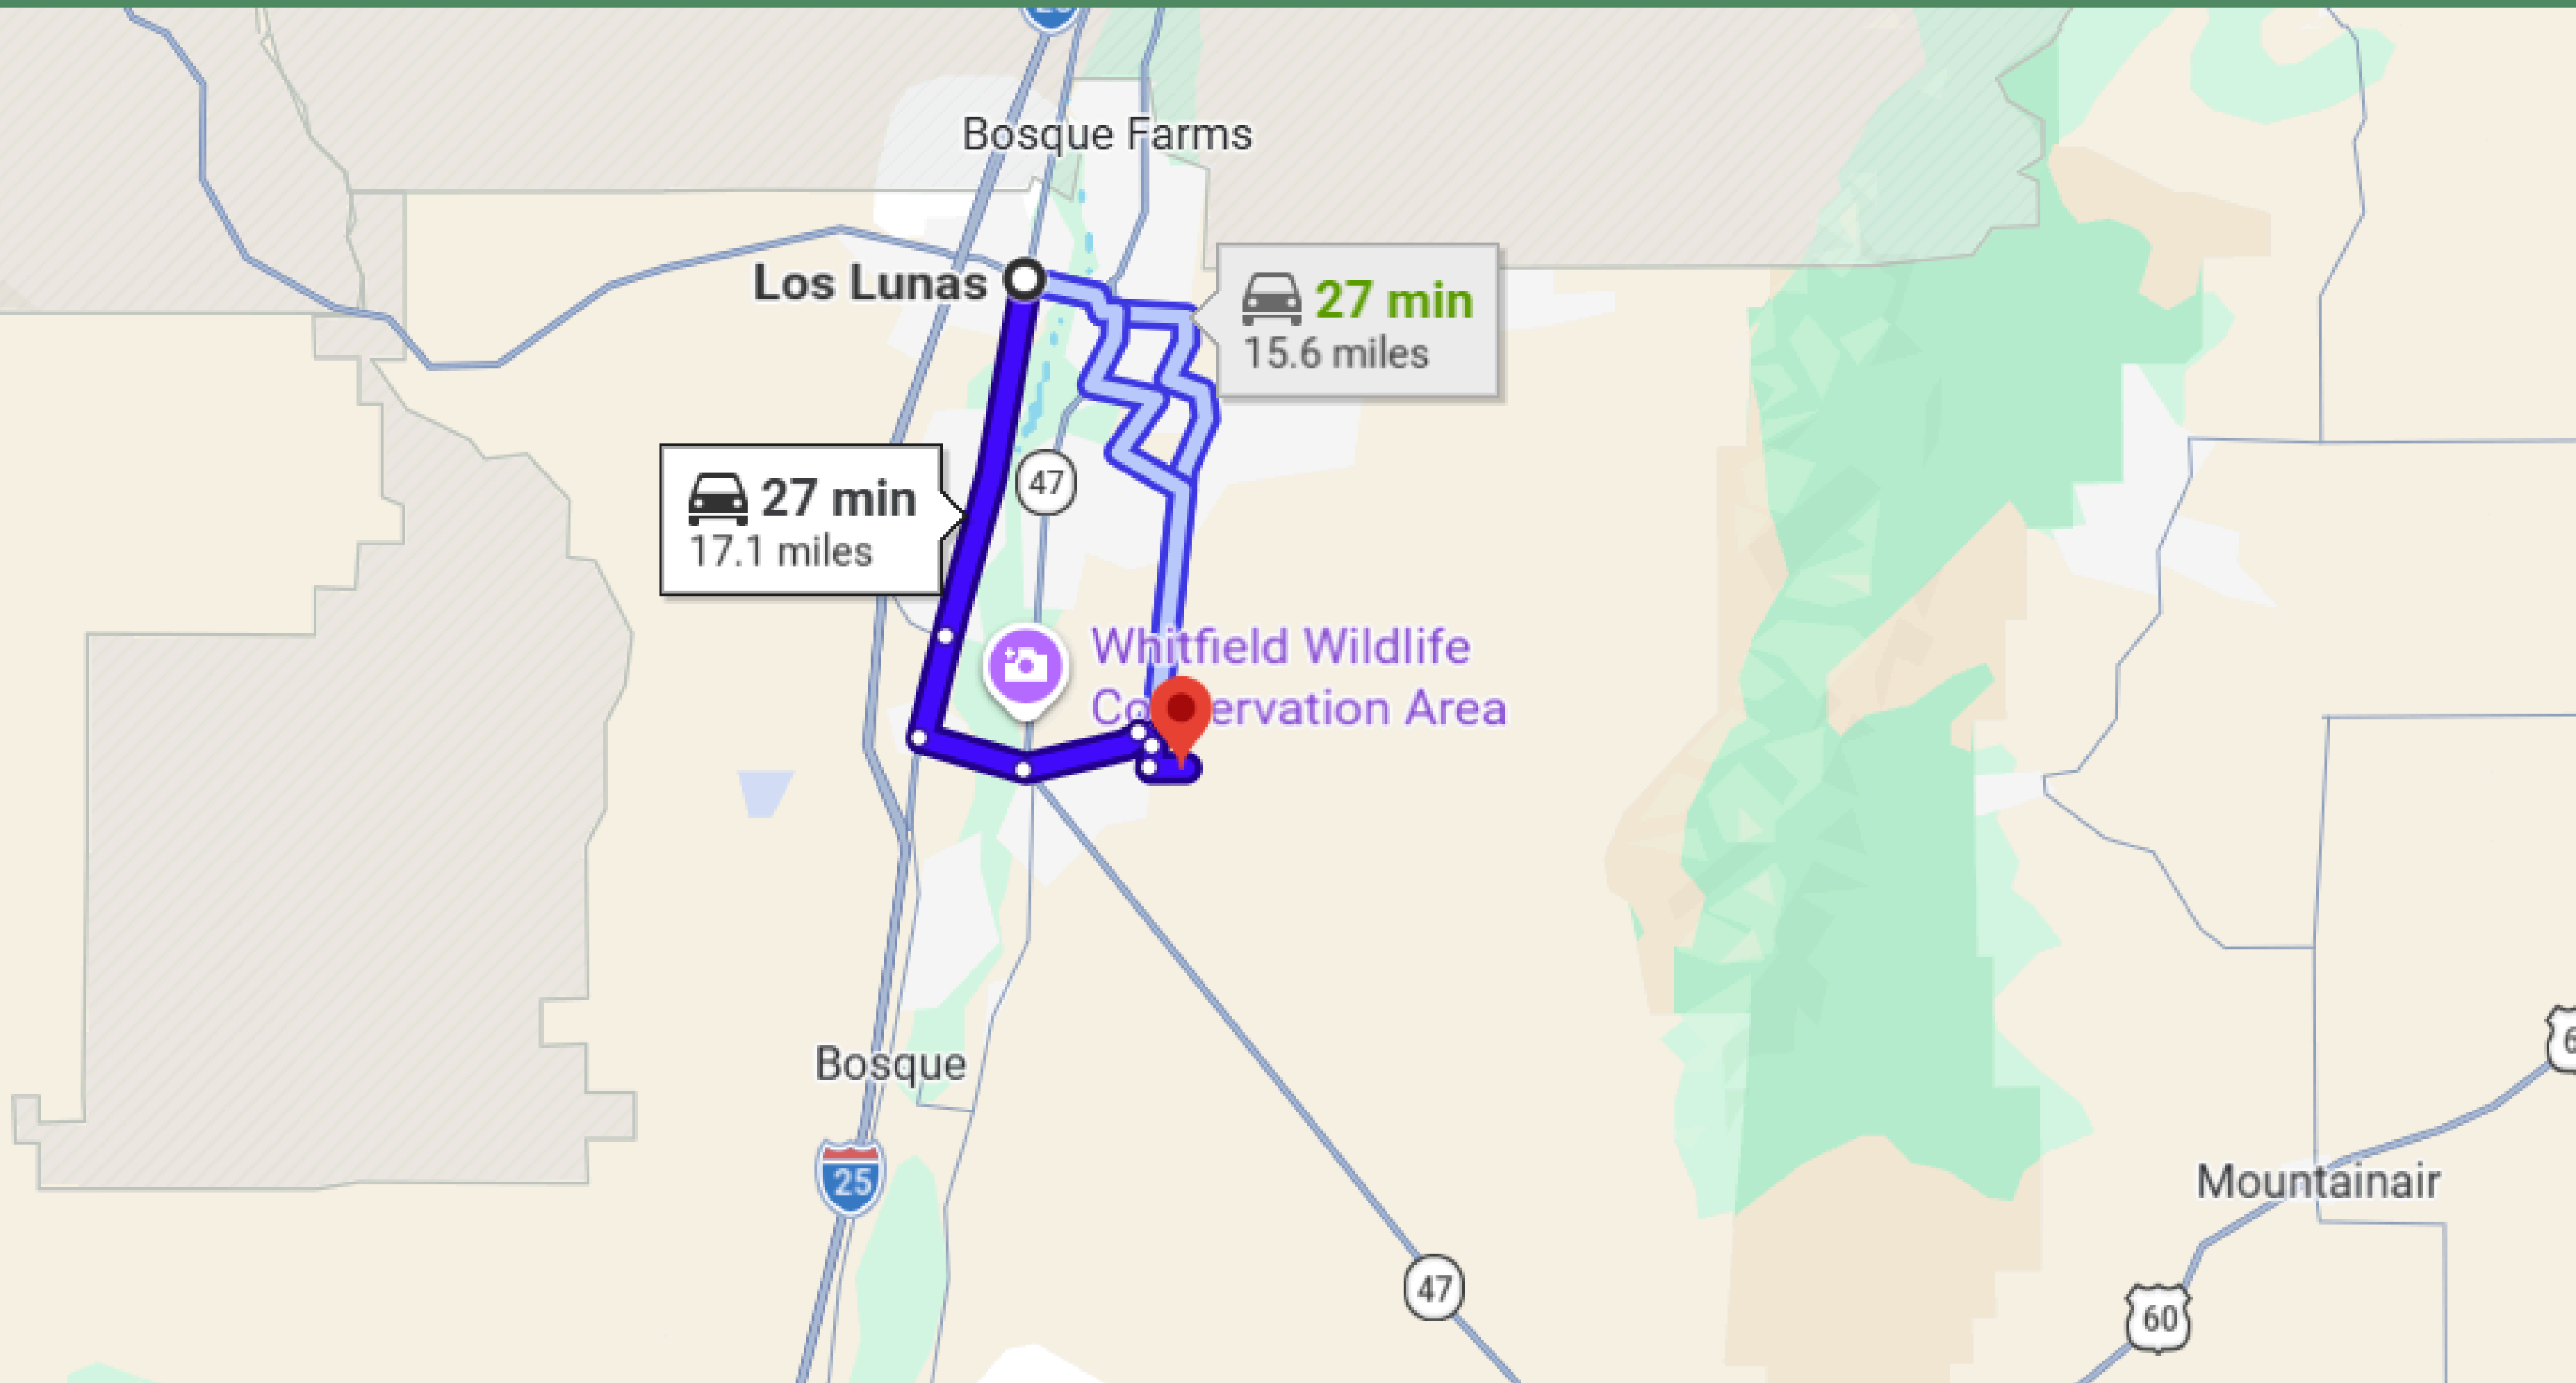 Bosque Farms
Los Lunas
27 min
15.6 miles
27 min
17.1 miles
47
Whitfield Wildlife
Conservation Area
Bosque
25
Mountainair
47
60